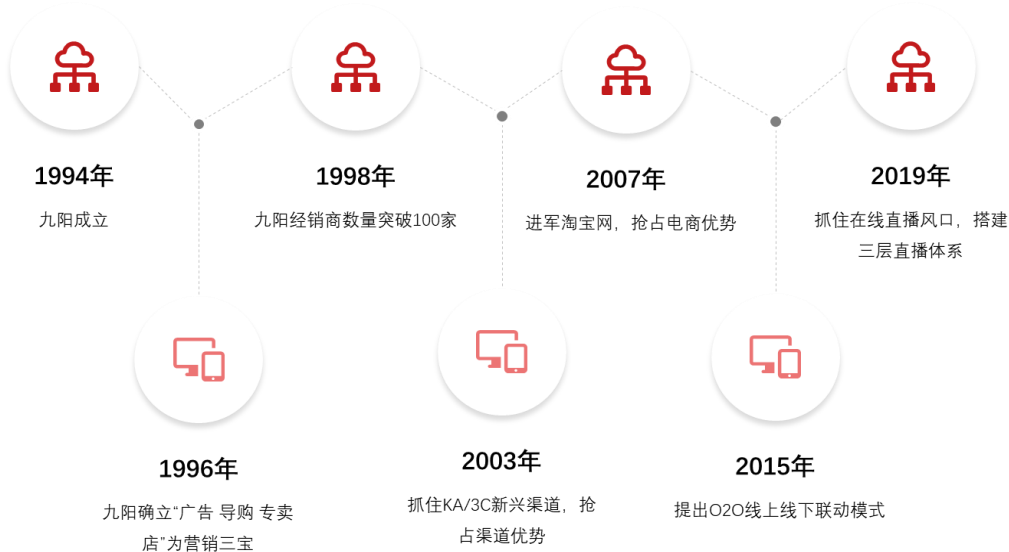 1994年
九阳成立
1998年
九阳经销商数量突破100家
2007年
进军淘宝网，抢占电商优势
2019年
抓住在线直播风口，搭建
三层直播体系
1996年
九阳确立“广告 导购 专卖
店”为营销三宝
2003年
抓住KA/3C新兴渠道，抢
占渠道优势
2015年
提出O2O线上线下联动模式